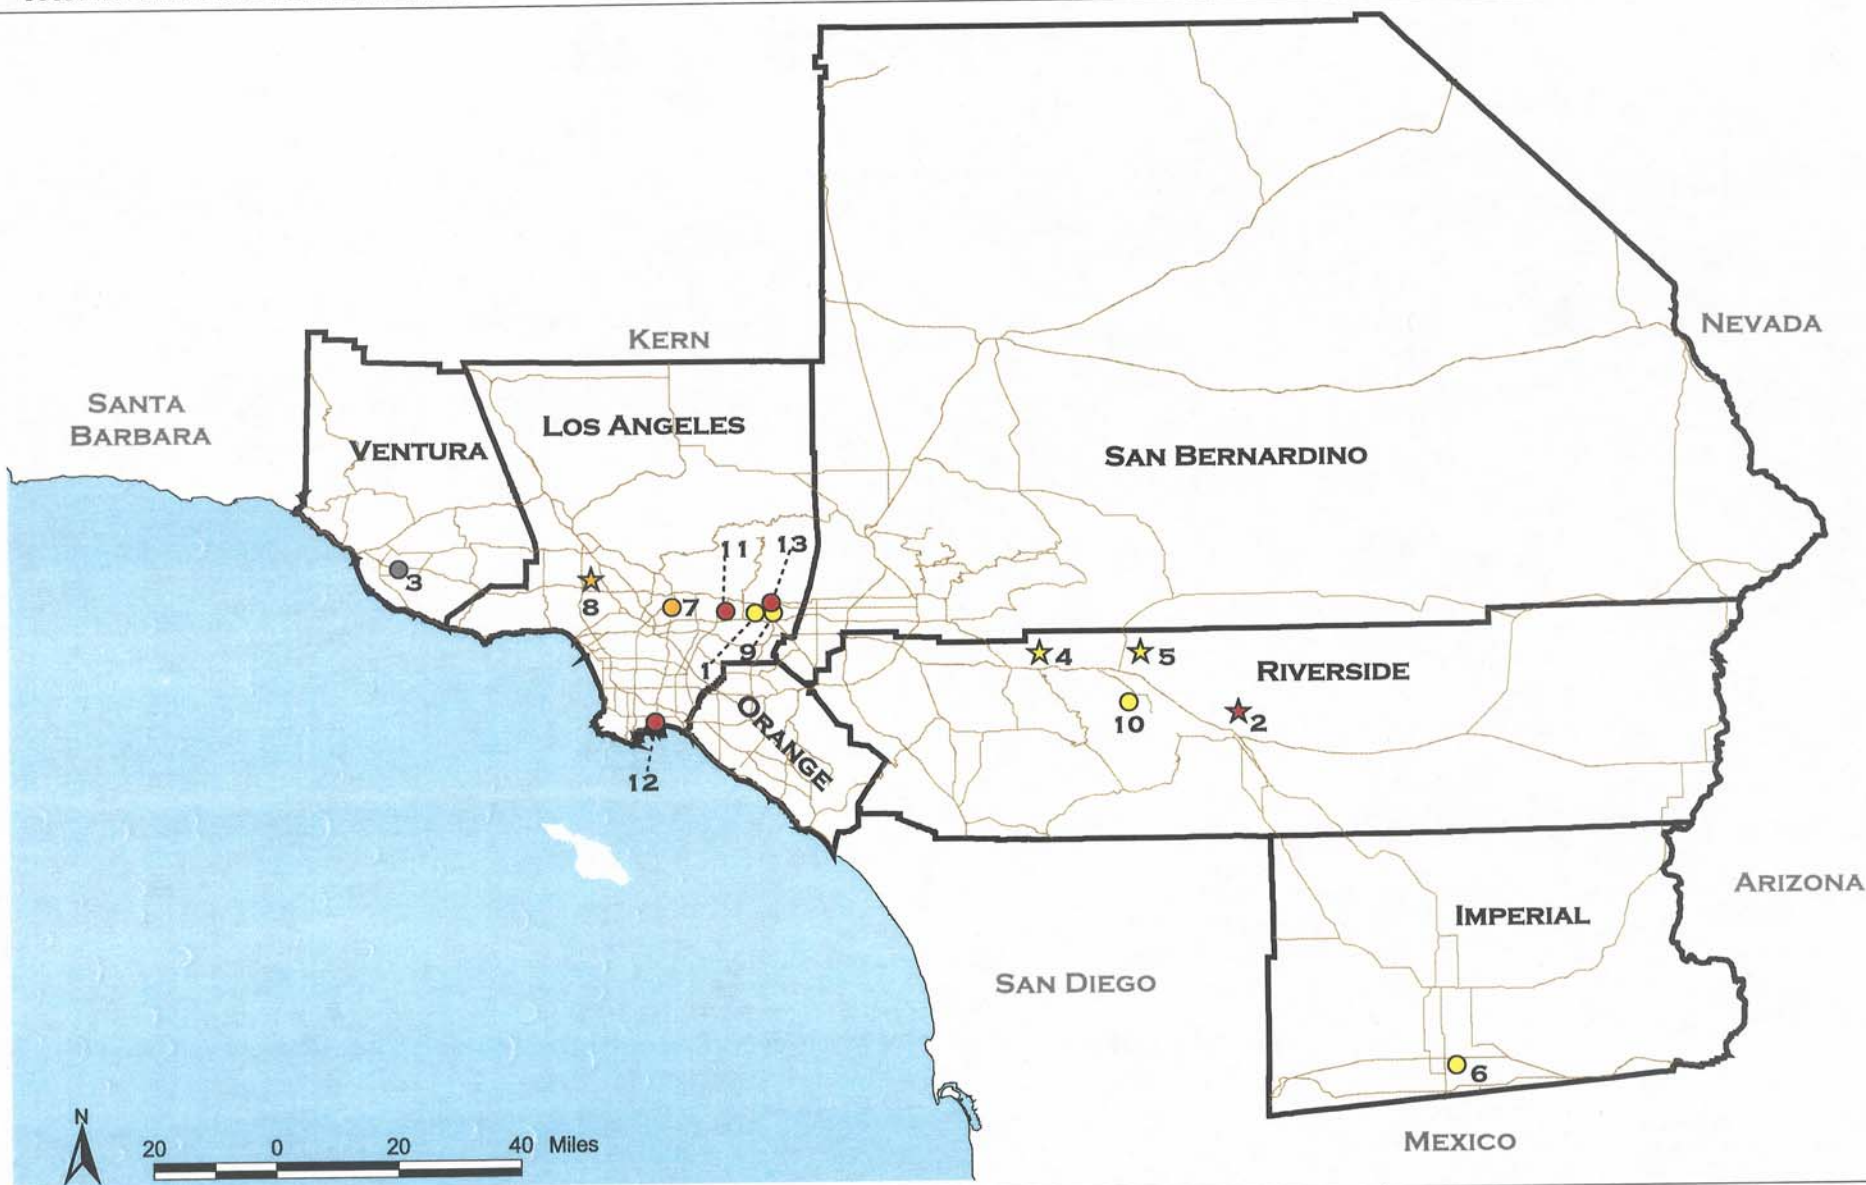 NEVADA
KERN
SANTA
BARBARA
LOS ANGELES
VENTURA
SAN BERNARDINO
11
13
3
8
7
1
9
4
5
RIVERSIDE
10
2
ORANGE
12
ARIZONA
IMPERIAL
SAN DIEGO
6
N
20 0 20 40 Miles
MEXICO